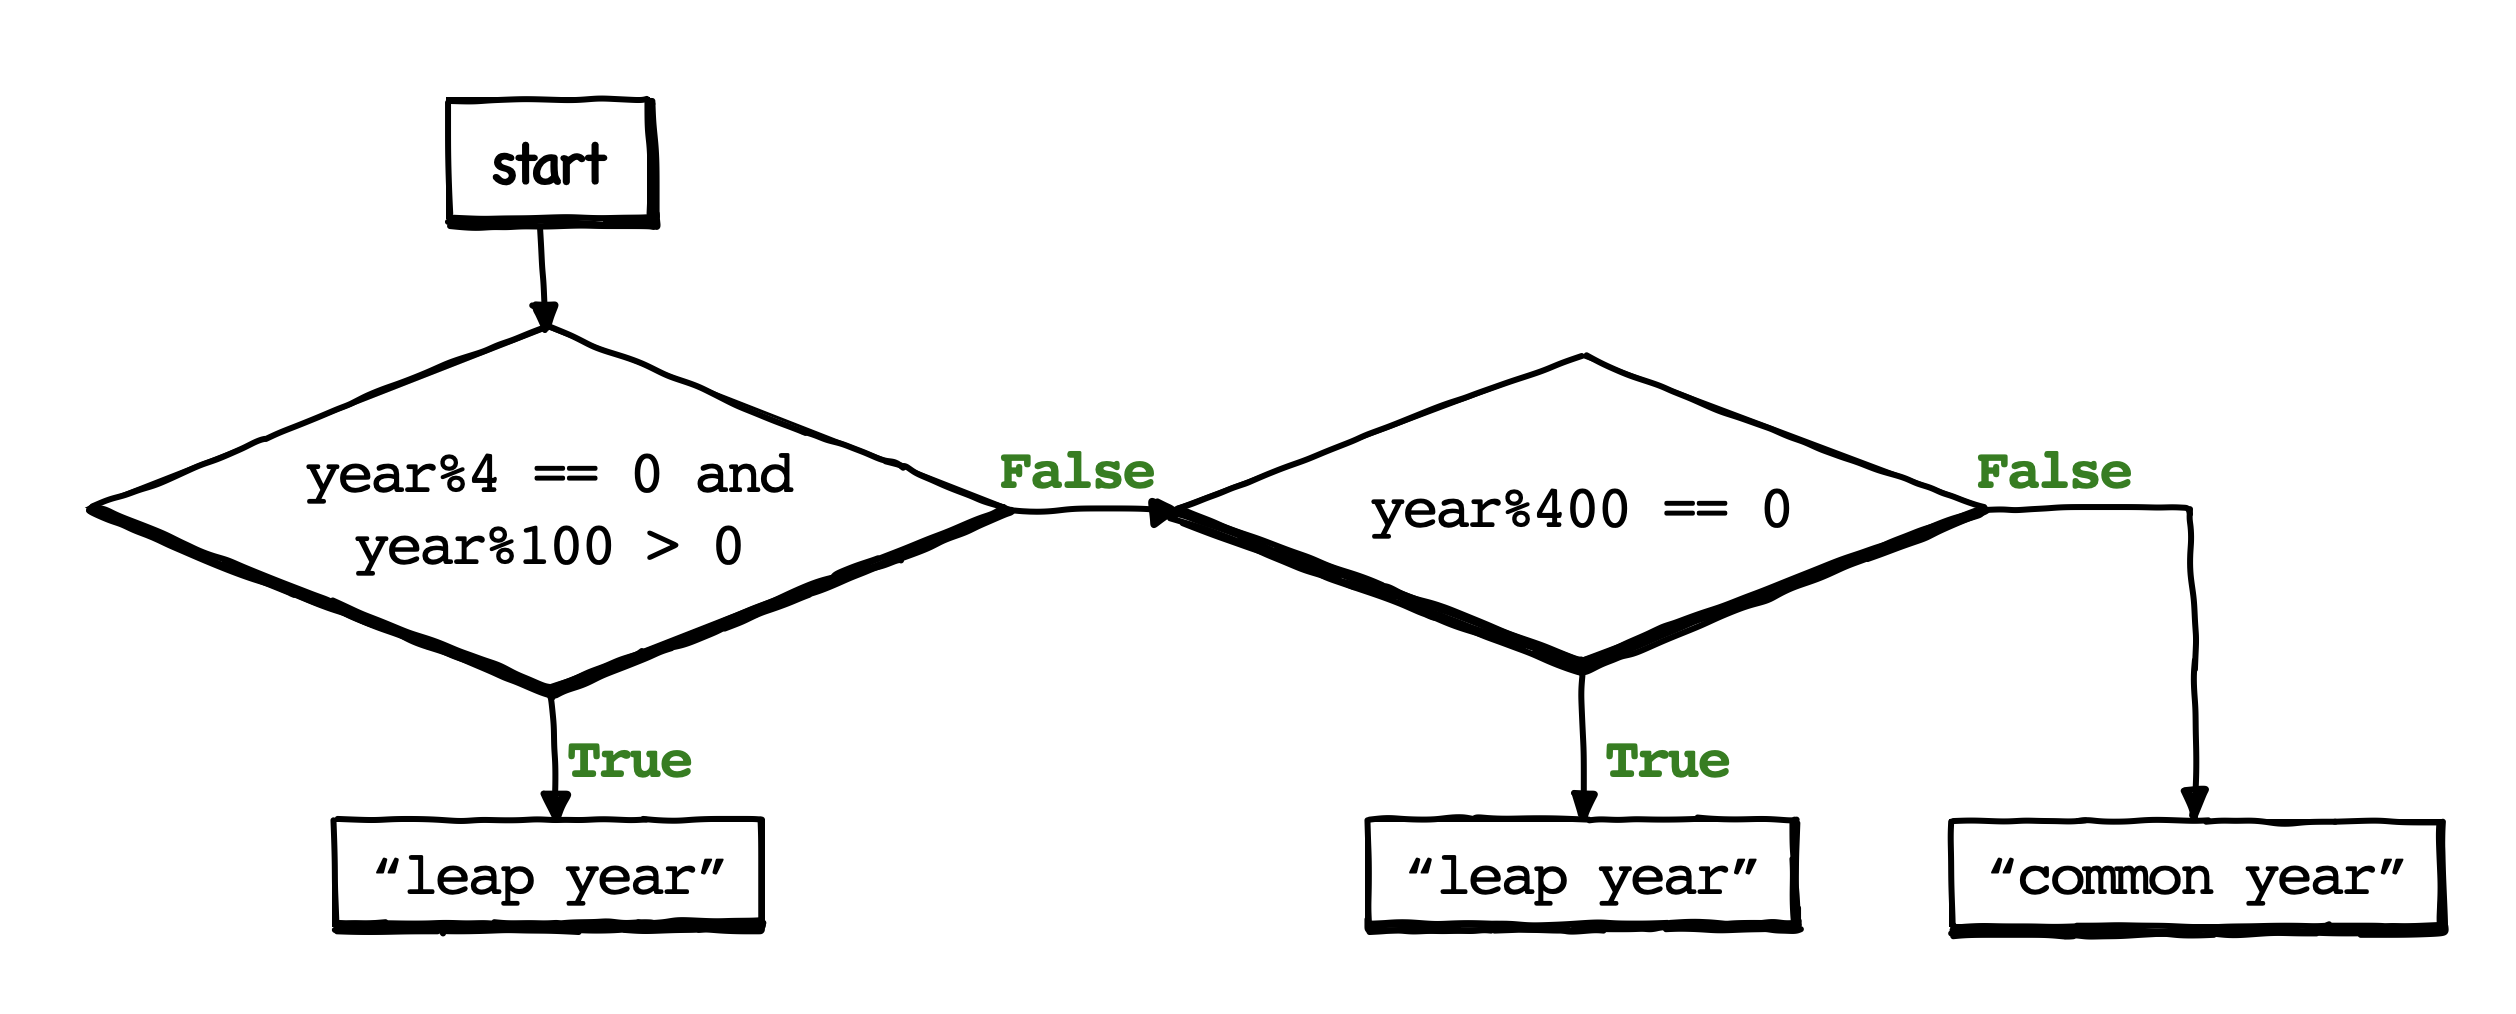 start
year%4 == 0 and
year%100 > 0
False
year%400 == 0
False
True
True
“leap year”
“leap year”
“common year”